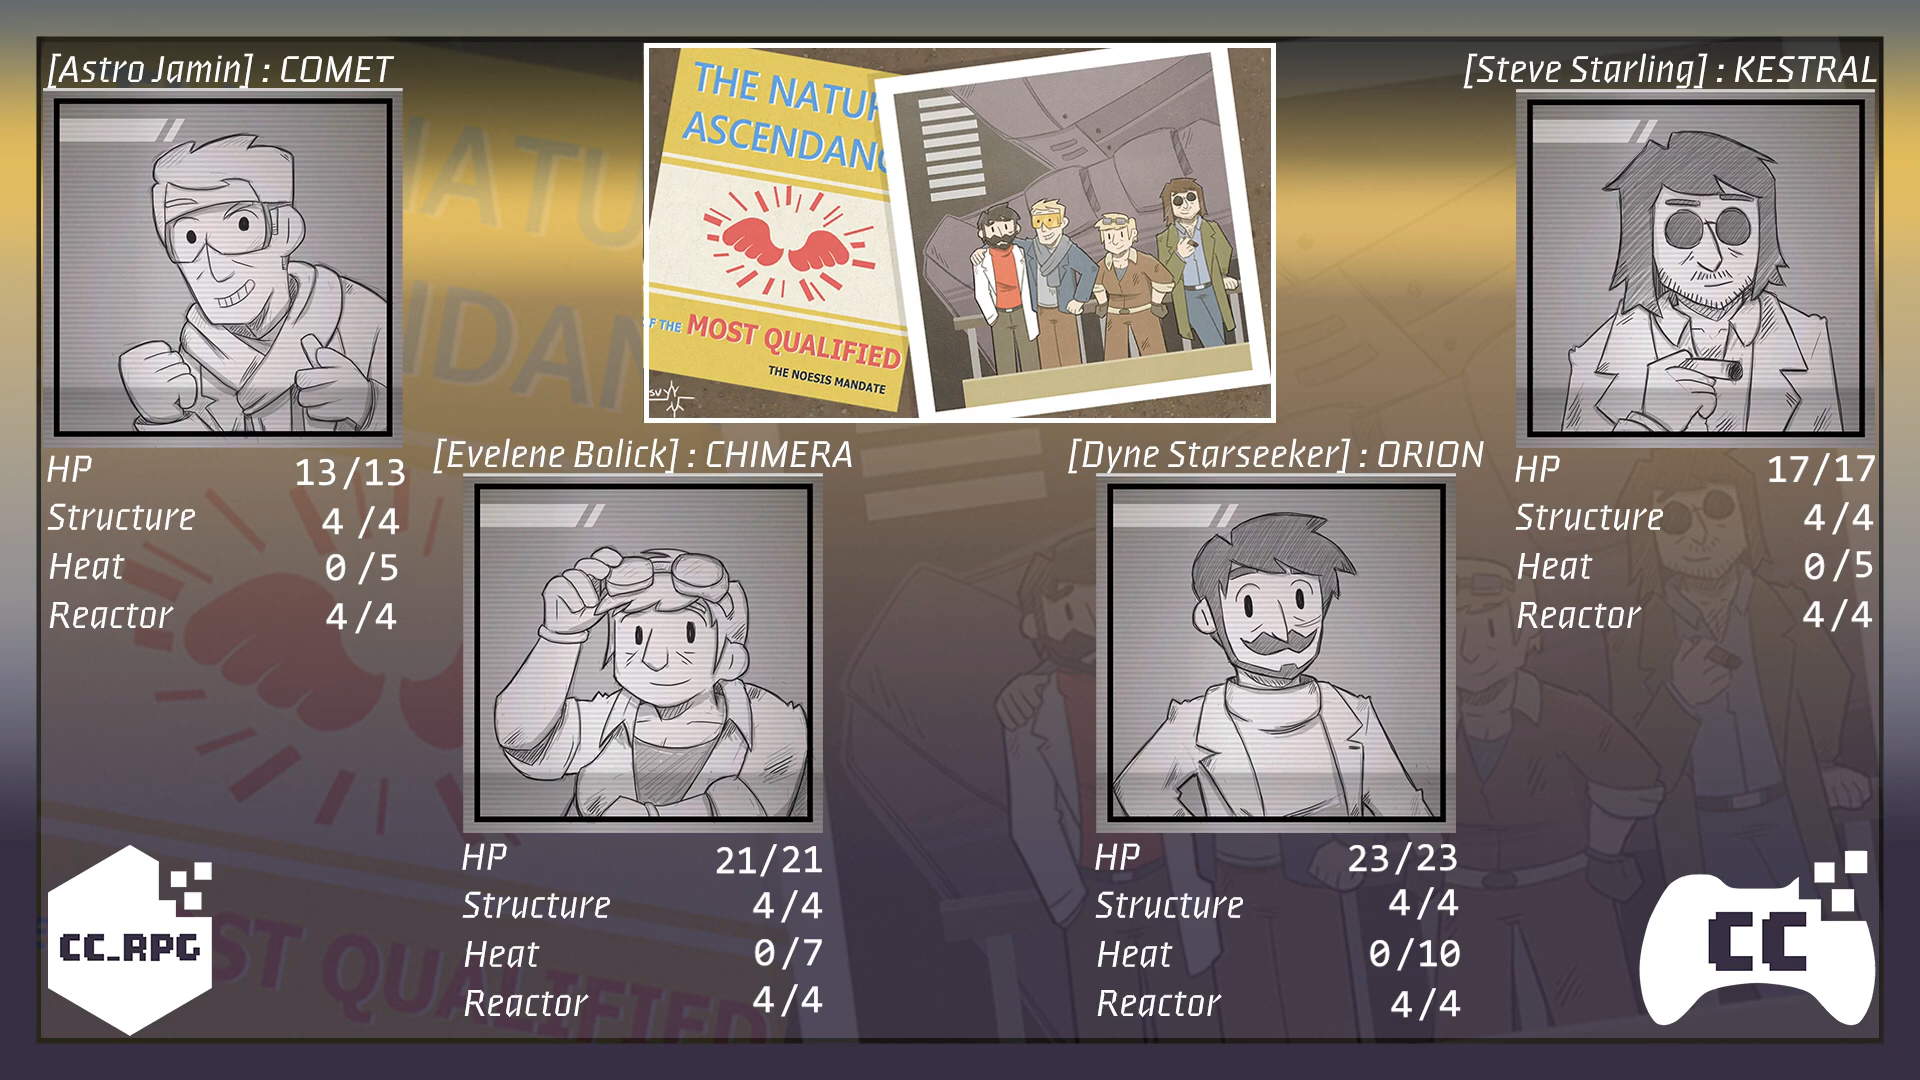 [Astro Jamin] : COMET
HP 13/13
Structure 4/4
Heat 0/5
Reactor 4/4
THE NATUR
ASCENDANC
F THE MOST QUALIFIED
THE NOESIS MANDATE
[Steve Starling] : KESTRAL
HP 17/17
Structure 4/4
Heat 0/5
Reactor 4/4
[Evelene Bolick] : CHIMERA
HP 21/21
Structure 4/4
Heat 0/7
Reactor 4/4
[Dyne Starseeker] : ORION
HP 23/23
Structure 4/4
Heat 0/10
Reactor 4/4
CC_RPG
CC